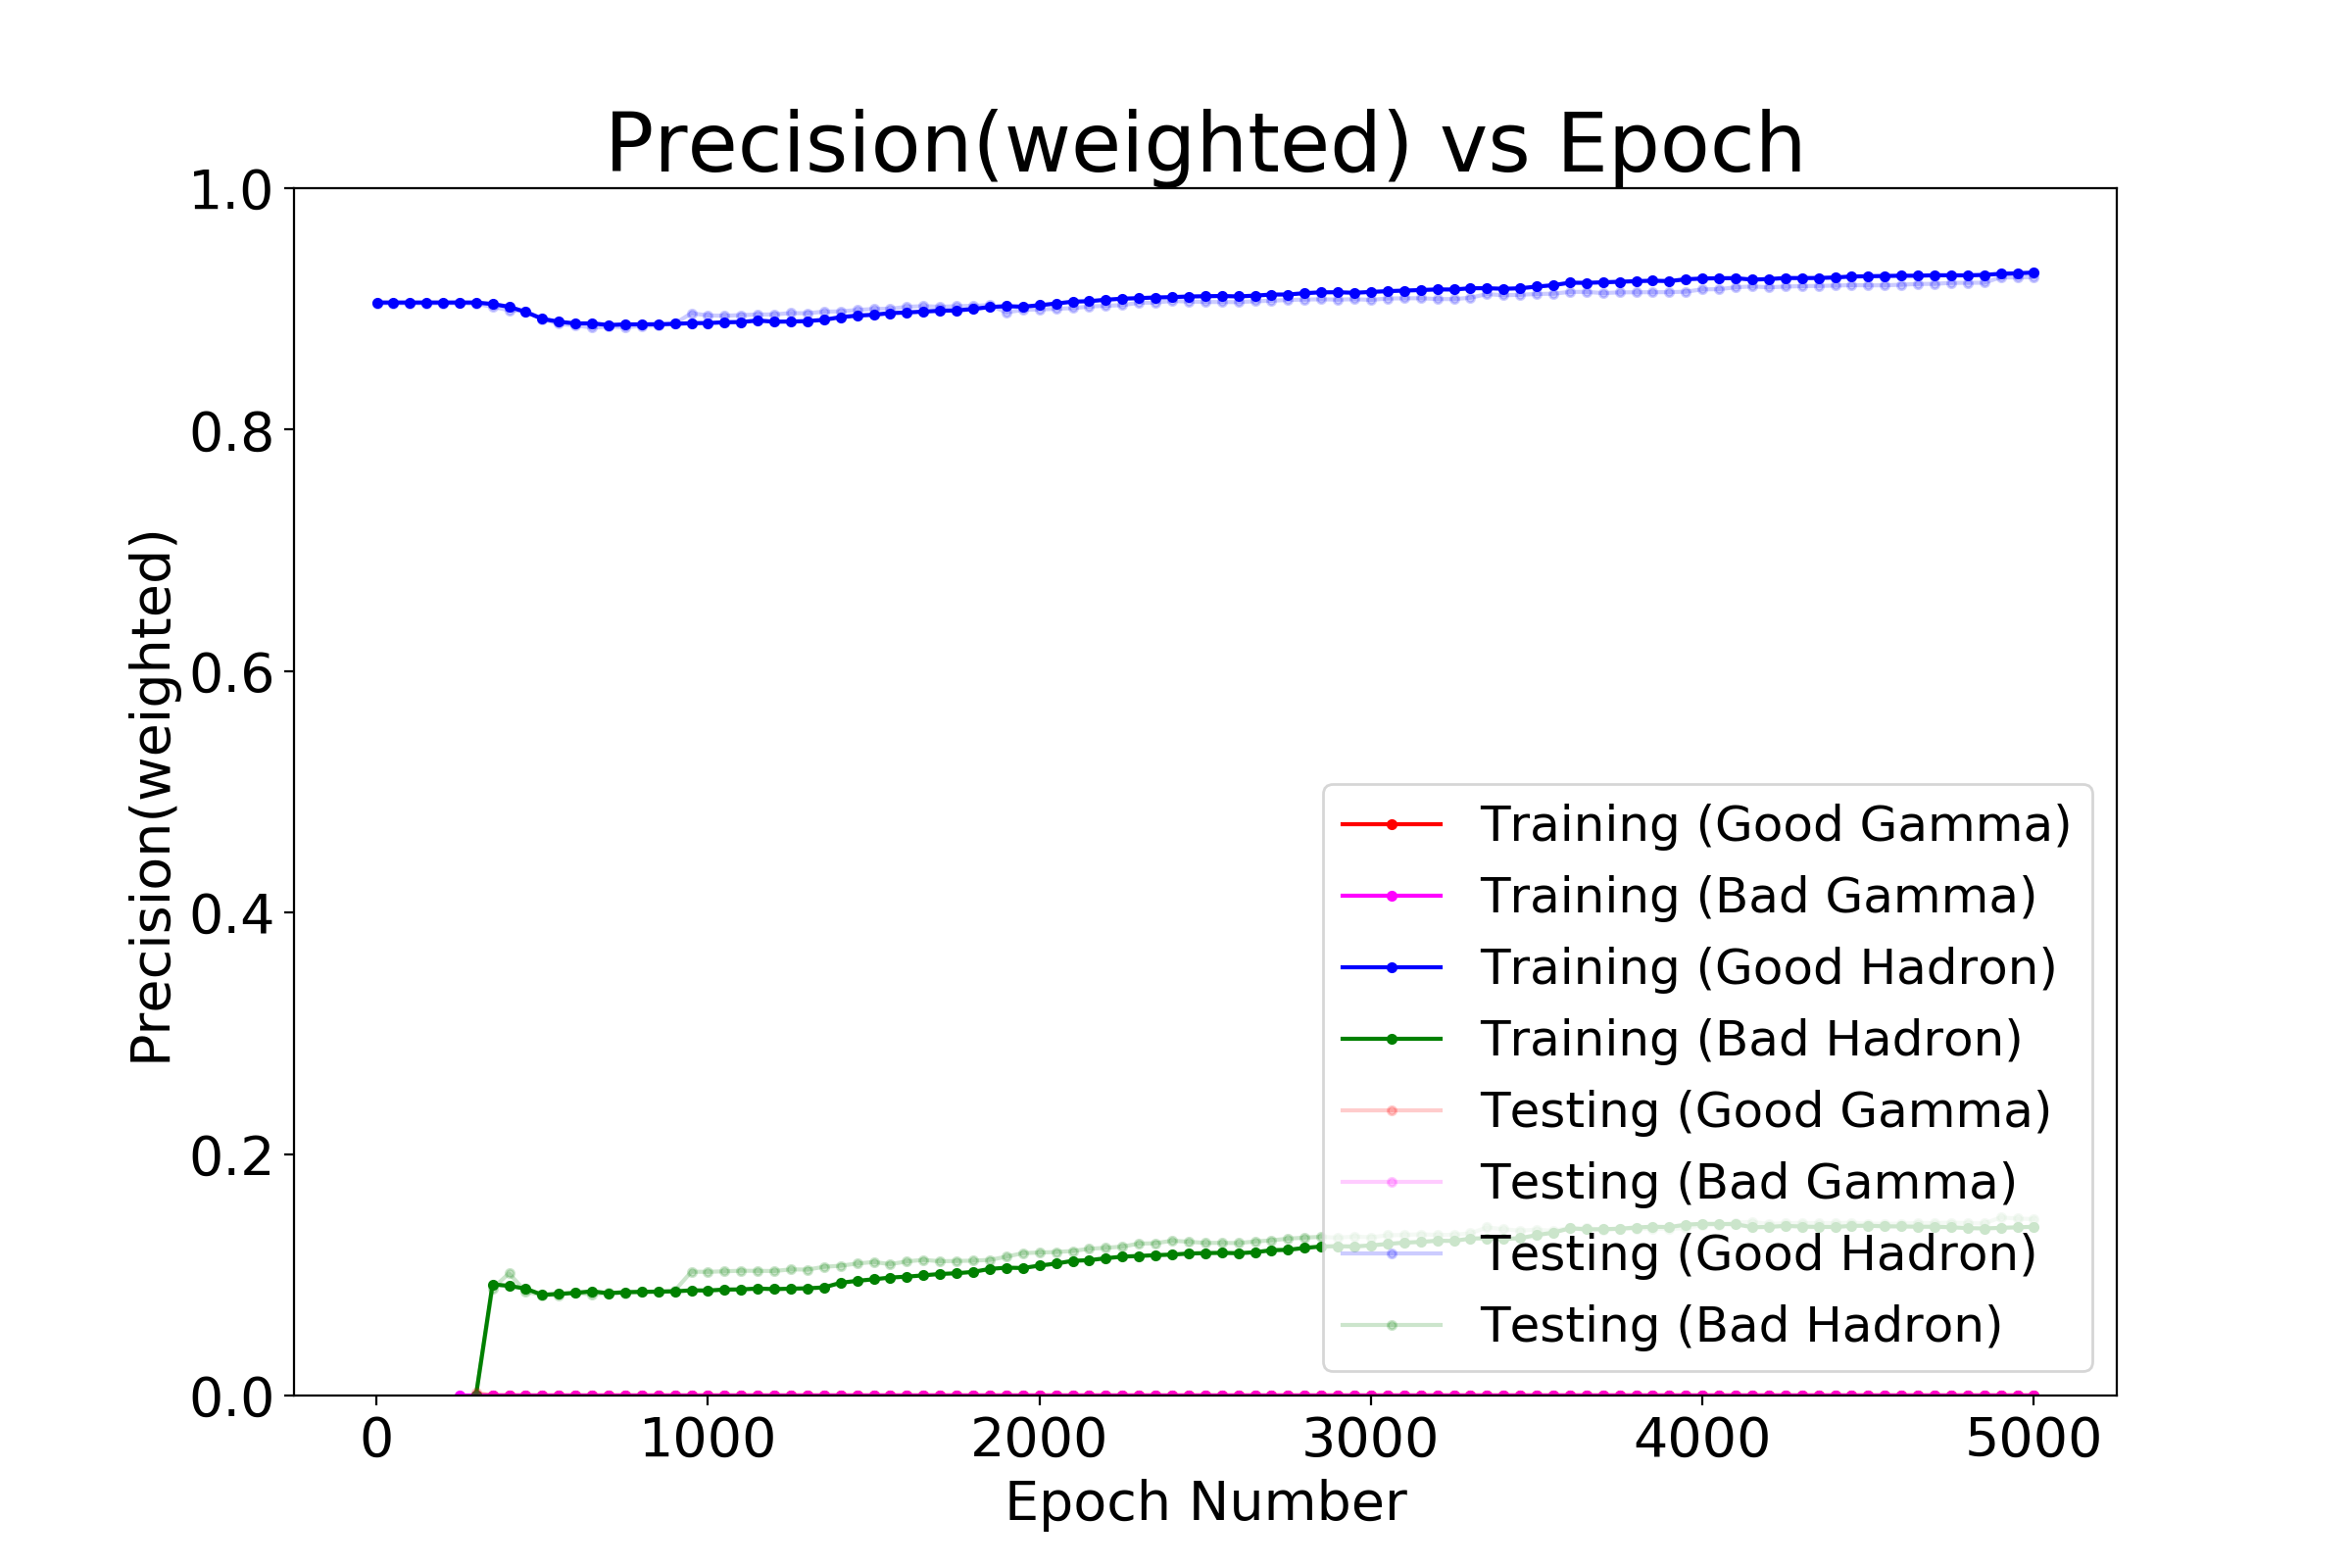 Precision(weighted) vs Epoch
1.0
0.8
0.6
0.4
0.2
0.0
Precision(weighted)
Training (Good Gamma)
Training (Bad Gamma)
Training (Good Hadron)
Training (Bad Hadron)
Testing (Good Gamma)
Testing (Bad Gamma)
Testing (Good Hadron)
Testing (Bad Hadron)
0 1000 2000 3000 4000 5000
Epoch Number